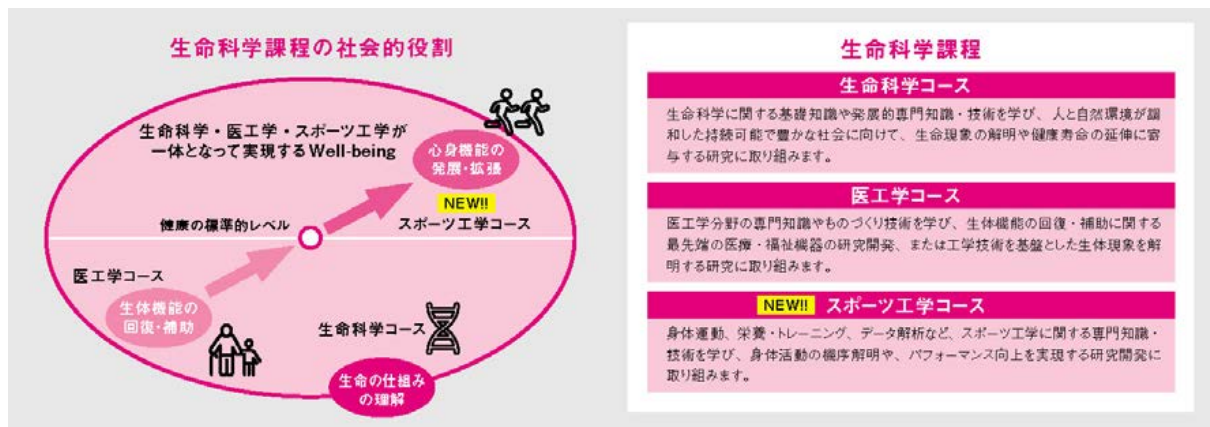 生命科学課程の社会的役割
生命科学・医工学・スポーツ工学が
一体となって実現するWell-being
心身機能の
発展・拡張
NEW!!
スポーツ工学コース
健康の標準的レベル
医工学コース
生体機能の
回復・補助
生命科学コース
生命の仕組み
の理解
生命科学課程
生命科学コース
生命科学に関する基礎知識や発展的専門知識・技術を学び、人と自然環境が調
和した持続可能で豊かな社会に向けて、生命現象の解明や健康寿命の延伸に寄
与する研究に取り組みます。
医工学コース
医工学分野の専門知識やものづくり技術を学び、生体機能の回復・補助に関する
最先端の医療・福祉機器の研究開発、または工学技術を基盤とした生体現象を解
明する研究に取り組みます。
NEW!! スポーツ工学コース
身体運動、栄養・トレーニング、データ解析など、スポーツ工学に関する専門知識・
技術を学び、身体活動の機序解明や、パフォーマンス向上を実現する研究開発に
取り組みます。